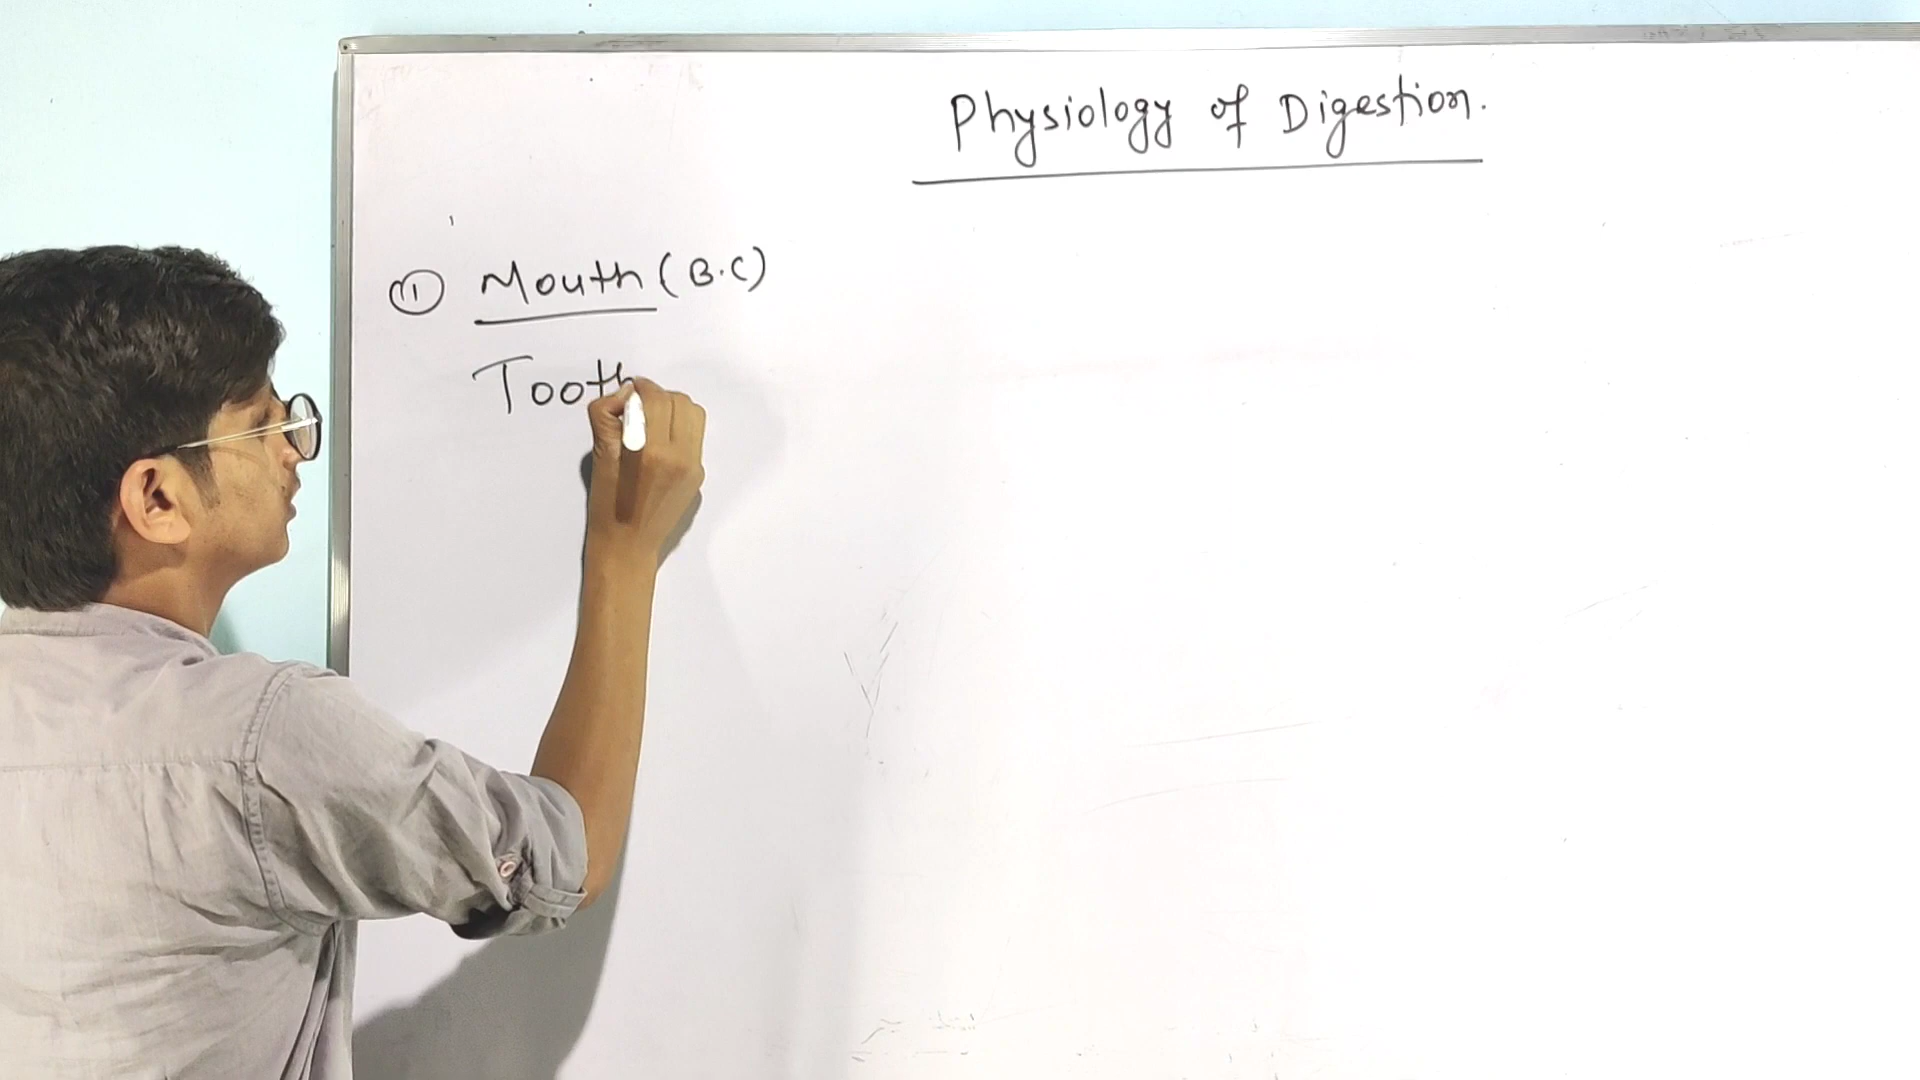 Physiology of Digestion.
① Mouth (B.C)
Tooth